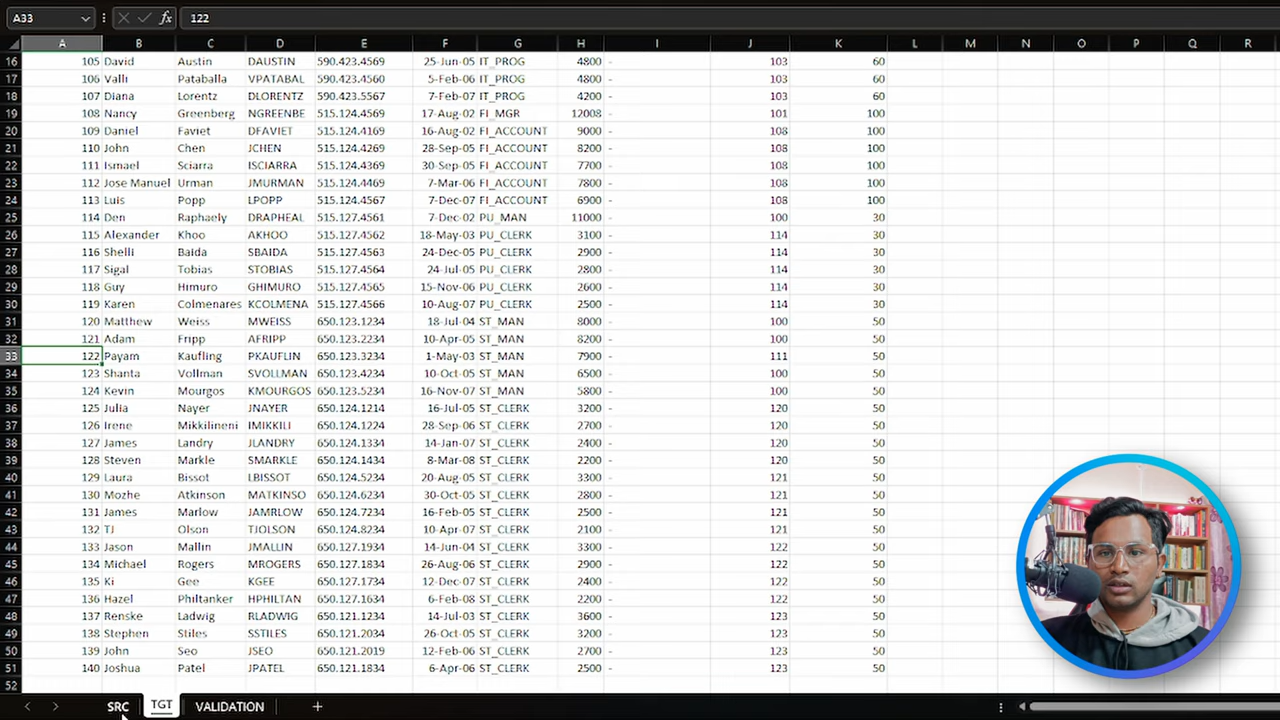 A33 fx 122
A B C D E F G H I J K L M N O P Q R
16 105 David Austin DAUSTIN 590.423.4569 25-Jun-05 IT_PROG 4800 - 103 60
17 106 Valli Pataballa VPATABAL 590.423.4560 5-Feb-06 IT_PROG 4800 - 103 60
18 107 Diana Lorentz DLORENTZ 590.423.5567 7-Feb-07 IT_PROG 4200 - 103 60
19 108 Nancy Greenberg NGREENBE 515.124.4569 17-Aug-02 FI_MGR 12008 - 101 100
20 109 Daniel Faviet DFAVIET 515.124.4169 16-Aug-02 FI_ACCOUNT 9000 - 108 100
21 110 John Chen JCHEN 515.124.4269 28-Sep-05 FI_ACCOUNT 8200 - 108 100
22 111 Ismael Sciarra ISCIARRA 515.124.4369 30-Sep-05 FI_ACCOUNT 7700 - 108 100
23 112 Jose Manuel Urman JMURMAN 515.124.4469 7-Mar-06 FI_ACCOUNT 7800 - 108 100
24 113 Luis Popp LPOPP 515.124.4567 7-Dec-07 FI_ACCOUNT 6900 - 108 100
25 114 Den Raphaely DRAPHEAL 515.127.4561 7-Dec-02 PU_MAN 11000 - 100 30
26 115 Alexander Khoo AKHOO 515.127.4562 18-May-03 PU_CLERK 3100 - 114 30
27 116 Shelli Baida SBAIDA 515.127.4563 24-Dec-05 PU_CLERK 2900 - 114 30
28 117 Sigal Tobias STOBIAS 515.127.4564 24-Jul-05 PU_CLERK 2800 - 114 30
29 118 Guy Himuro GHIMURO 515.127.4565 15-Nov-06 PU_CLERK 2600 - 114 30
30 119 Karen Colmenares KCOLMENA 515.127.4566 10-Aug-07 PU_CLERK 2500 - 114 30
31 120 Matthew Weiss MWEISS 650.123.1234 18-Jul-04 ST_MAN 8000 - 100 50
32 121 Adam Fripp AFRIPP 650.123.2234 10-Apr-05 ST_MAN 8200 - 100 50
33 122 Payam Kaufling PKAUFLIN 650.123.3234 1-May-03 ST_MAN 7900 - 111 50
34 123 Shanta Vollman SVOLLMAN 650.123.4234 10-Oct-05 ST_MAN 6500 - 100 50
35 124 Kevin Mourgos KMOURGOS 650.123.5234 16-Nov-07 ST_MAN 5800 - 100 50
36 125 Julia Nayer JNAYER 650.124.1214 16-Jul-05 ST_CLERK 3200 - 120 50
37 126 Irene Mikkilineni IMIKKILI 650.124.1224 28-Sep-06 ST_CLERK 2700 - 120 50
38 127 James Landry JLANDRY 650.124.1334 14-Jan-07 ST_CLERK 2400 - 120 50
39 128 Steven Markle SMARKLE 650.124.1434 8-Mar-08 ST_CLERK 2200 - 120 50
40 129 Laura Bissot LBISSOT 650.124.5234 20-Aug-05 ST_CLERK 3300 - 121 50
41 130 Mozhe Atkinson MATKINSO 650.124.6234 30-Oct-05 ST_CLERK 2800 - 121 50
42 131 James Marlow JAMRLOW 650.124.7234 16-Feb-05 ST_CLERK 2500 - 121 50
43 132 TJ Olson TJOLSON 650.124.8234 10-Apr-07 ST_CLERK 2100 - 121 50
44 133 Jason Mallin JMALLIN 650.127.1934 14-Jun-04 ST_CLERK 3300 - 122 50
45 134 Michael Rogers MROGERS 650.127.1834 26-Aug-06 ST_CLERK 2900 - 122 50
46 135 Ki Gee KGEE 650.127.1734 12-Dec-07 ST_CLERK 2400 - 122 50
47 136 Hazel Philtanker HPHILTAN 650.127.1634 6-Feb-08 ST_CLERK 2200 - 122 50
48 137 Renske Ladwig RLADWIG 650.121.1234 14-Jul-03 ST_CLERK 3600 - 123 50
49 138 Stephen Stiles SSTILES 650.121.2034 26-Oct-05 ST_CLERK 3200 - 123 50
50 139 John Seo JSEO 650.121.2019 12-Feb-06 ST_CLERK 2700 - 123 50
51 140 Joshua Patel JPATEL 650.121.1834 6-Apr-06 ST_CLERK 2500 - 123 50
52
SRC TGT VALIDATION